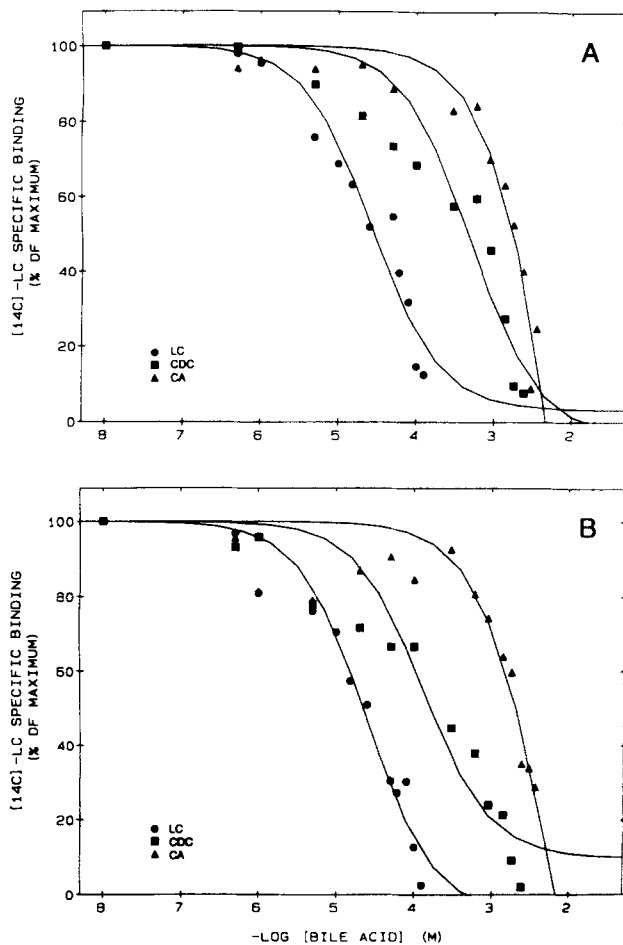 A
[14C]-LC SPECIFIC BINDING
(% OF MAXIMUM)
100
80
60
40
20
0
● LC
■ CDC
▲ CA
8 7 6 5 4 3 2
B
[14C]-LC SPECIFIC BINDING
(% OF MAXIMUM)
100
80
60
40
20
0
● LC
■ CDC
▲ CA
8 7 6 5 4 3 2
-LOG [BILE ACID] (M)